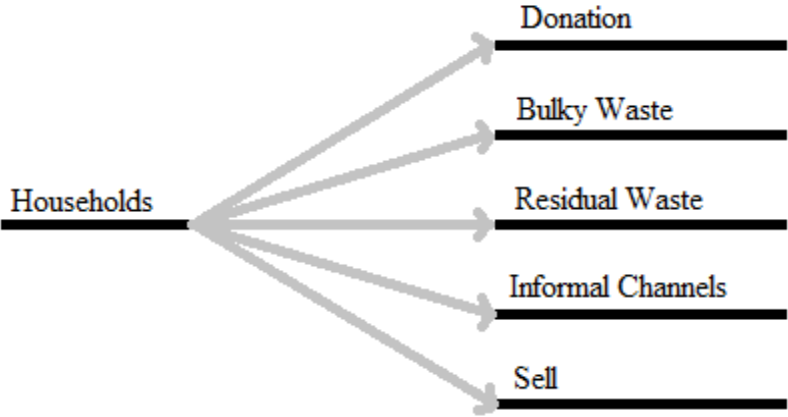 Donation
Bulky Waste
Households
Residual Waste
Informal Channels
Sell